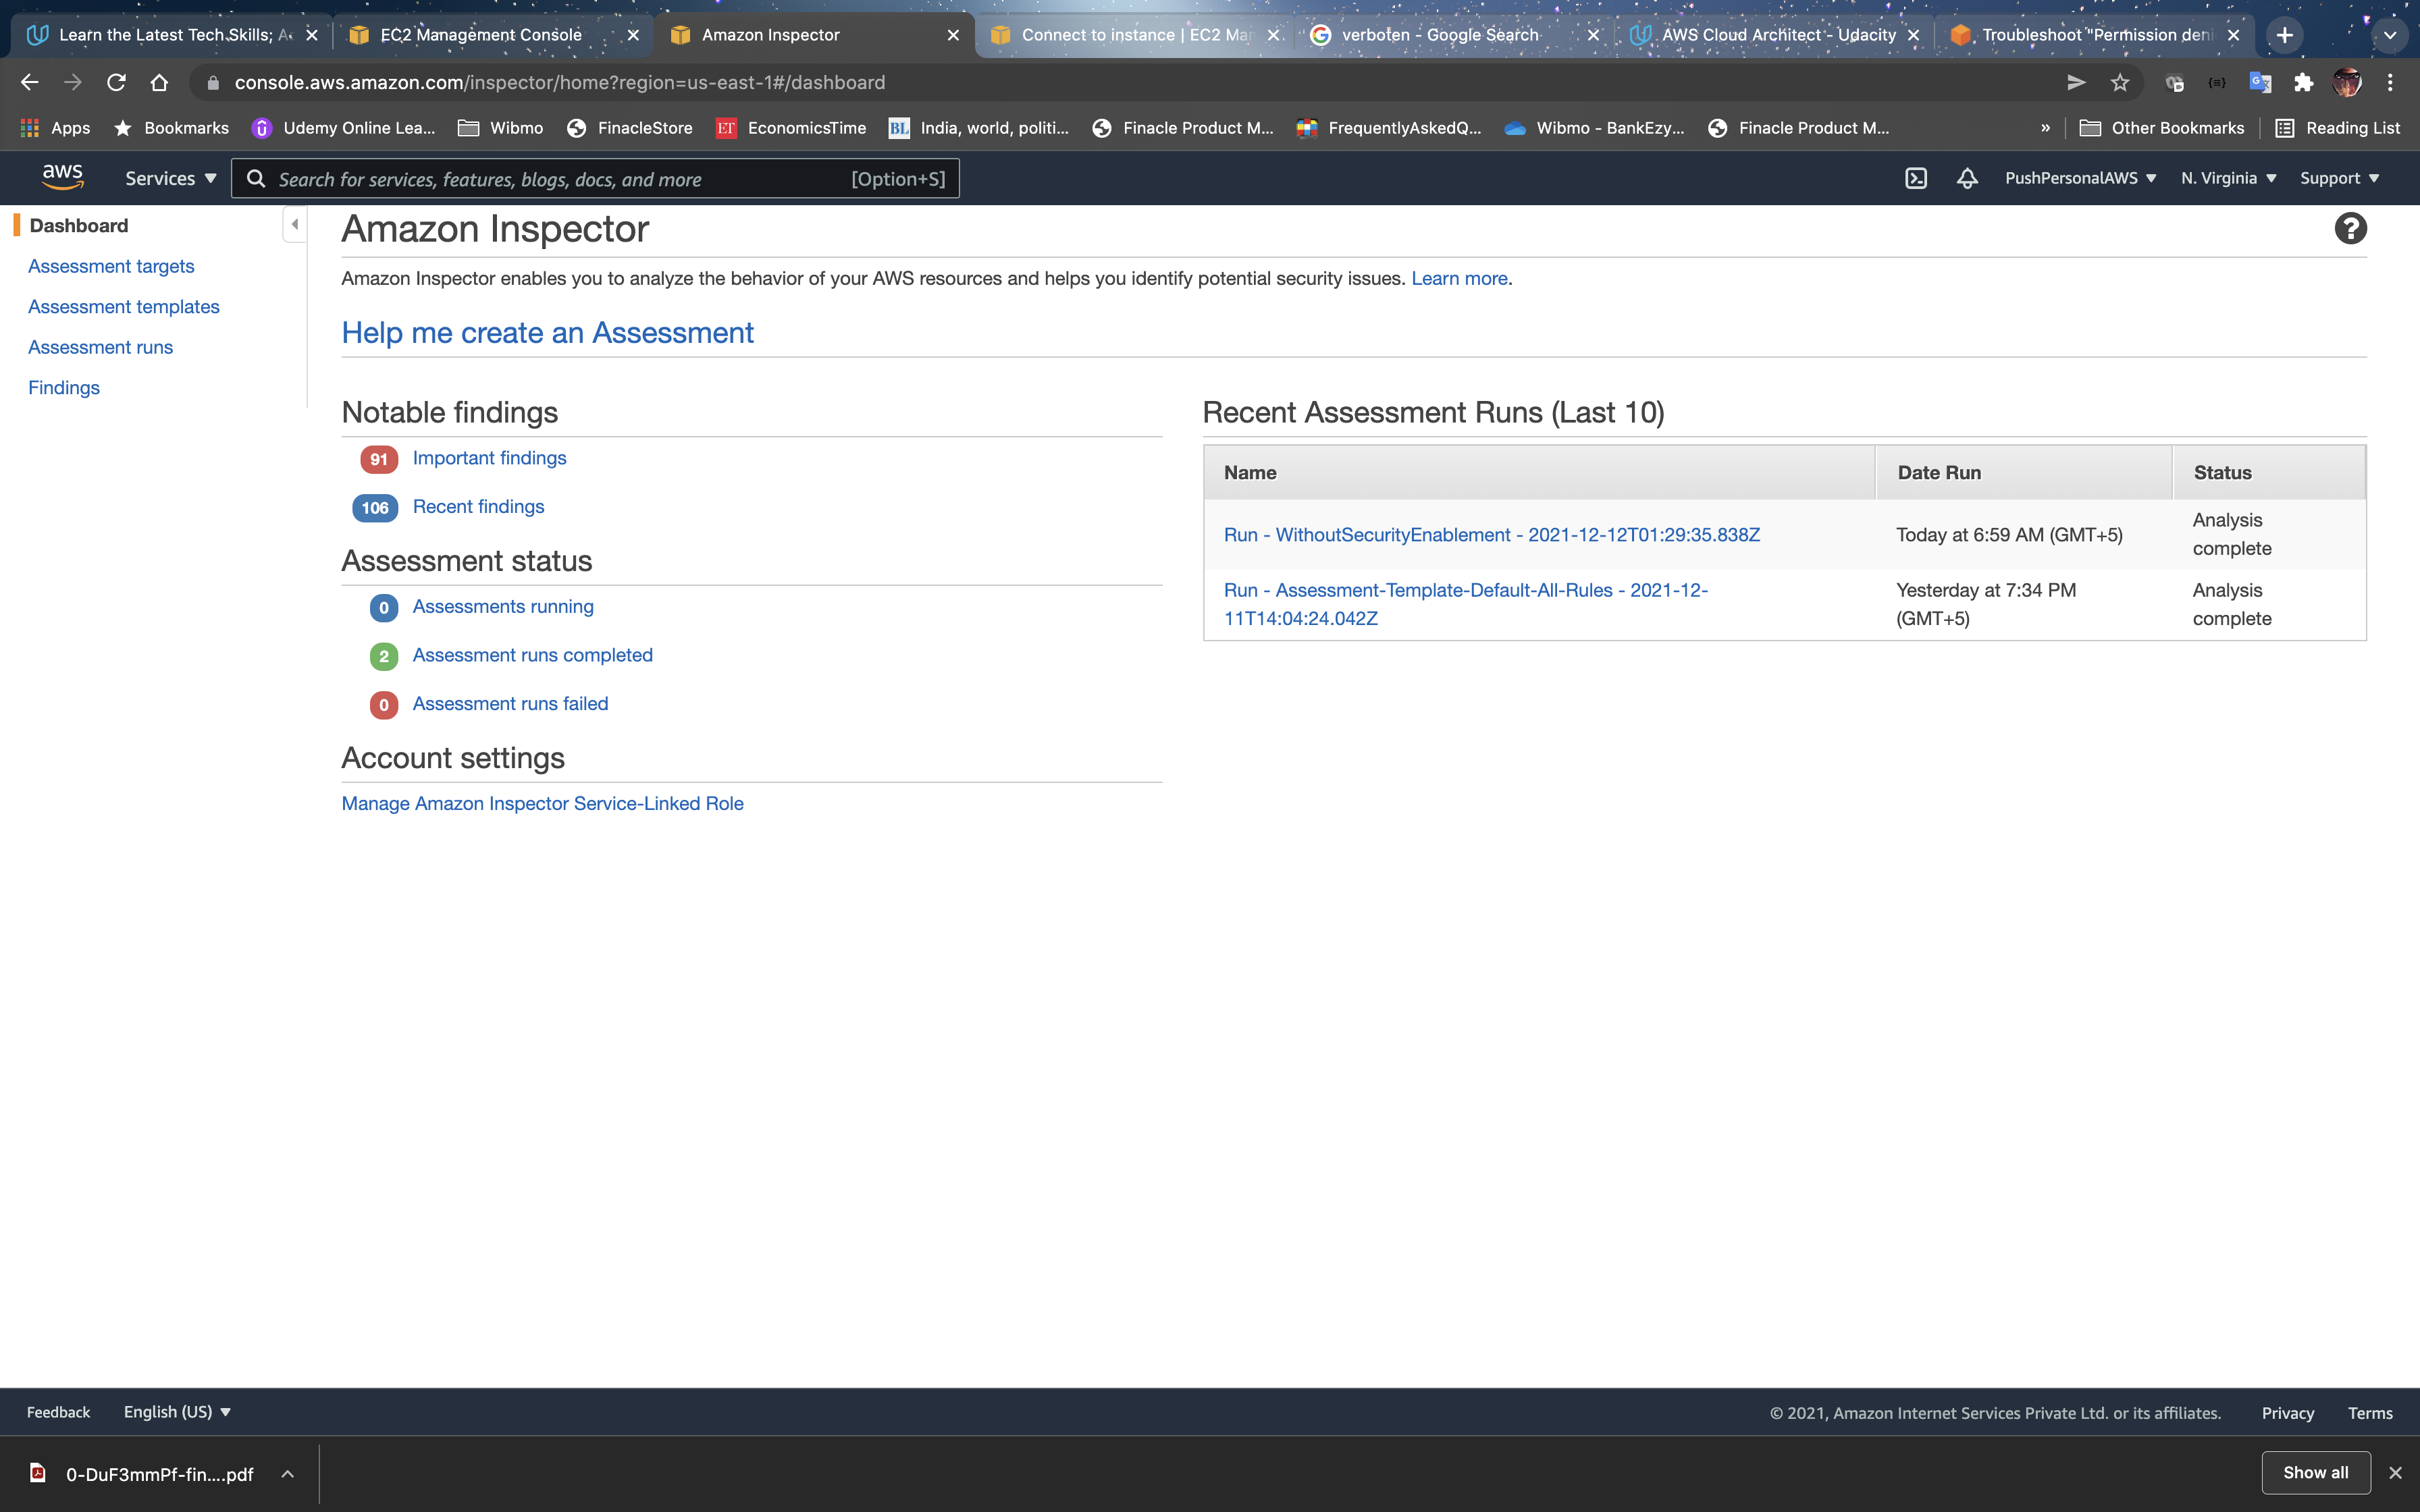 Learn the Latest Tech Skills; A
EC2 Management Console
Amazon Inspector
Connect to instance | EC2 Man
verboten - Google Search
AWS Cloud Architect - Udacity
Troubleshoot "Permission deni
console.aws.amazon.com/inspector/home?region=us-east-1#/dashboard
Apps
Bookmarks
Udemy Online Lea...
Wibmo
FinacleStore
ET EconomicsTime
BL India, world, politi...
Finacle Product M...
FrequentlyAskedQ...
Wibmo - BankEzy...
Finacle Product M...
»
Other Bookmarks
Reading List
aws
Services
Search for services, features, blogs, docs, and more
[Option+S]
PushPersonalAWS
N. Virginia
Support
Dashboard
Assessment targets
Assessment templates
Assessment runs
Findings
Amazon Inspector
Amazon Inspector enables you to analyze the behavior of your AWS resources and helps you identify potential security issues. Learn more.
Help me create an Assessment
Notable findings
91 Important findings
106 Recent findings
Assessment status
0 Assessments running
2 Assessment runs completed
0 Assessment runs failed
Account settings
Manage Amazon Inspector Service-Linked Role
Recent Assessment Runs (Last 10)
Name Date Run Status
Run - WithoutSecurityEnablement - 2021-12-12T01:29:35.838Z
Today at 6:59 AM (GMT+5)
Analysis
complete
Run - Assessment-Template-Default-All-Rules - 2021-12-
11T14:04:24.042Z
Yesterday at 7:34 PM
(GMT+5)
Analysis
complete
Feedback
English (US)
© 2021, Amazon Internet Services Private Ltd. or its affiliates.
Privacy
Terms
0-DuF3mmPf-fin....pdf
Show all